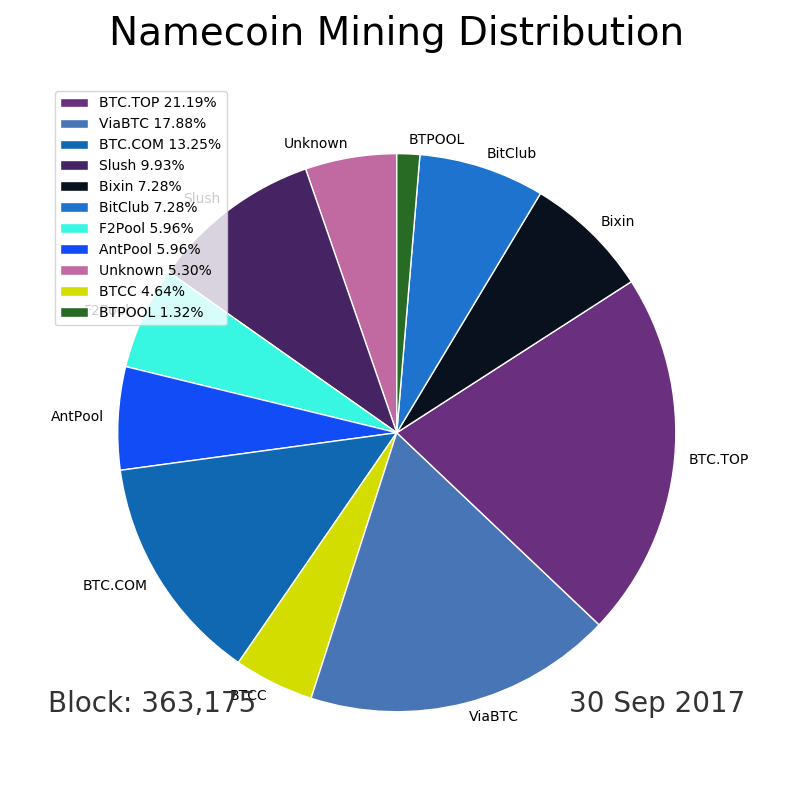 Namecoin Mining Distribution
BTC.TOP 21.19%
ViaBTC 17.88%
BTC.COM 13.25%
Slush 9.93%
Bixin 7.28%
BitClub 7.28%
F2Pool 5.96%
AntPool 5.96%
Unknown 5.30%
BTCC 4.64%
BTPOOL 1.32%
Unknown
BTPOOL
BitClub
Bixin
Slush
F2Pool
AntPool
BTC.TOP
BTC.COM
BTCC
ViaBTC
Block: 363,175
30 Sep 2017